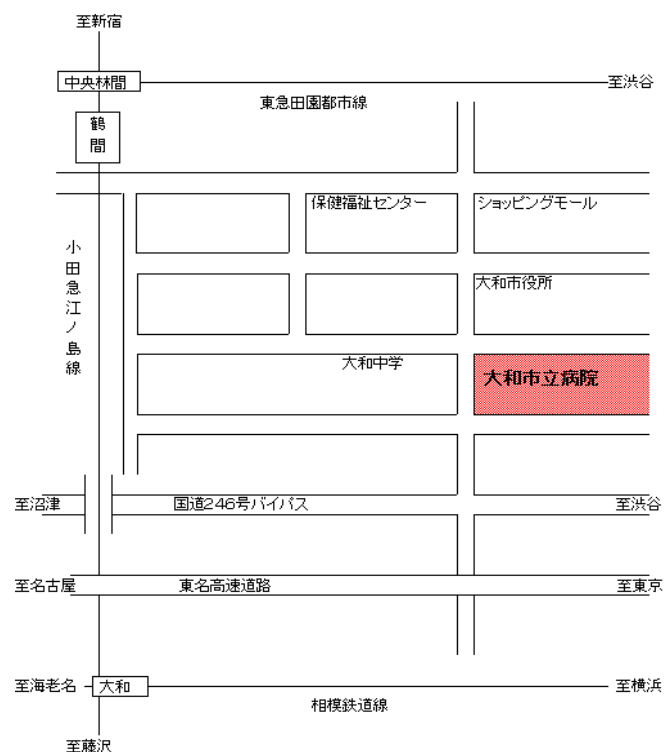 至新宿
中央林間
至渋谷
東急田園都市線
鶴間
保健福祉センター
ショッピングモール
小田急江ノ島線
大和市役所
大和中学
大和市立病院
至沼津
国道246号バイパス
至渋谷
至名古屋
東名高速道路
至東京
至海老名
大和
至横浜
相模鉄道線
至藤沢